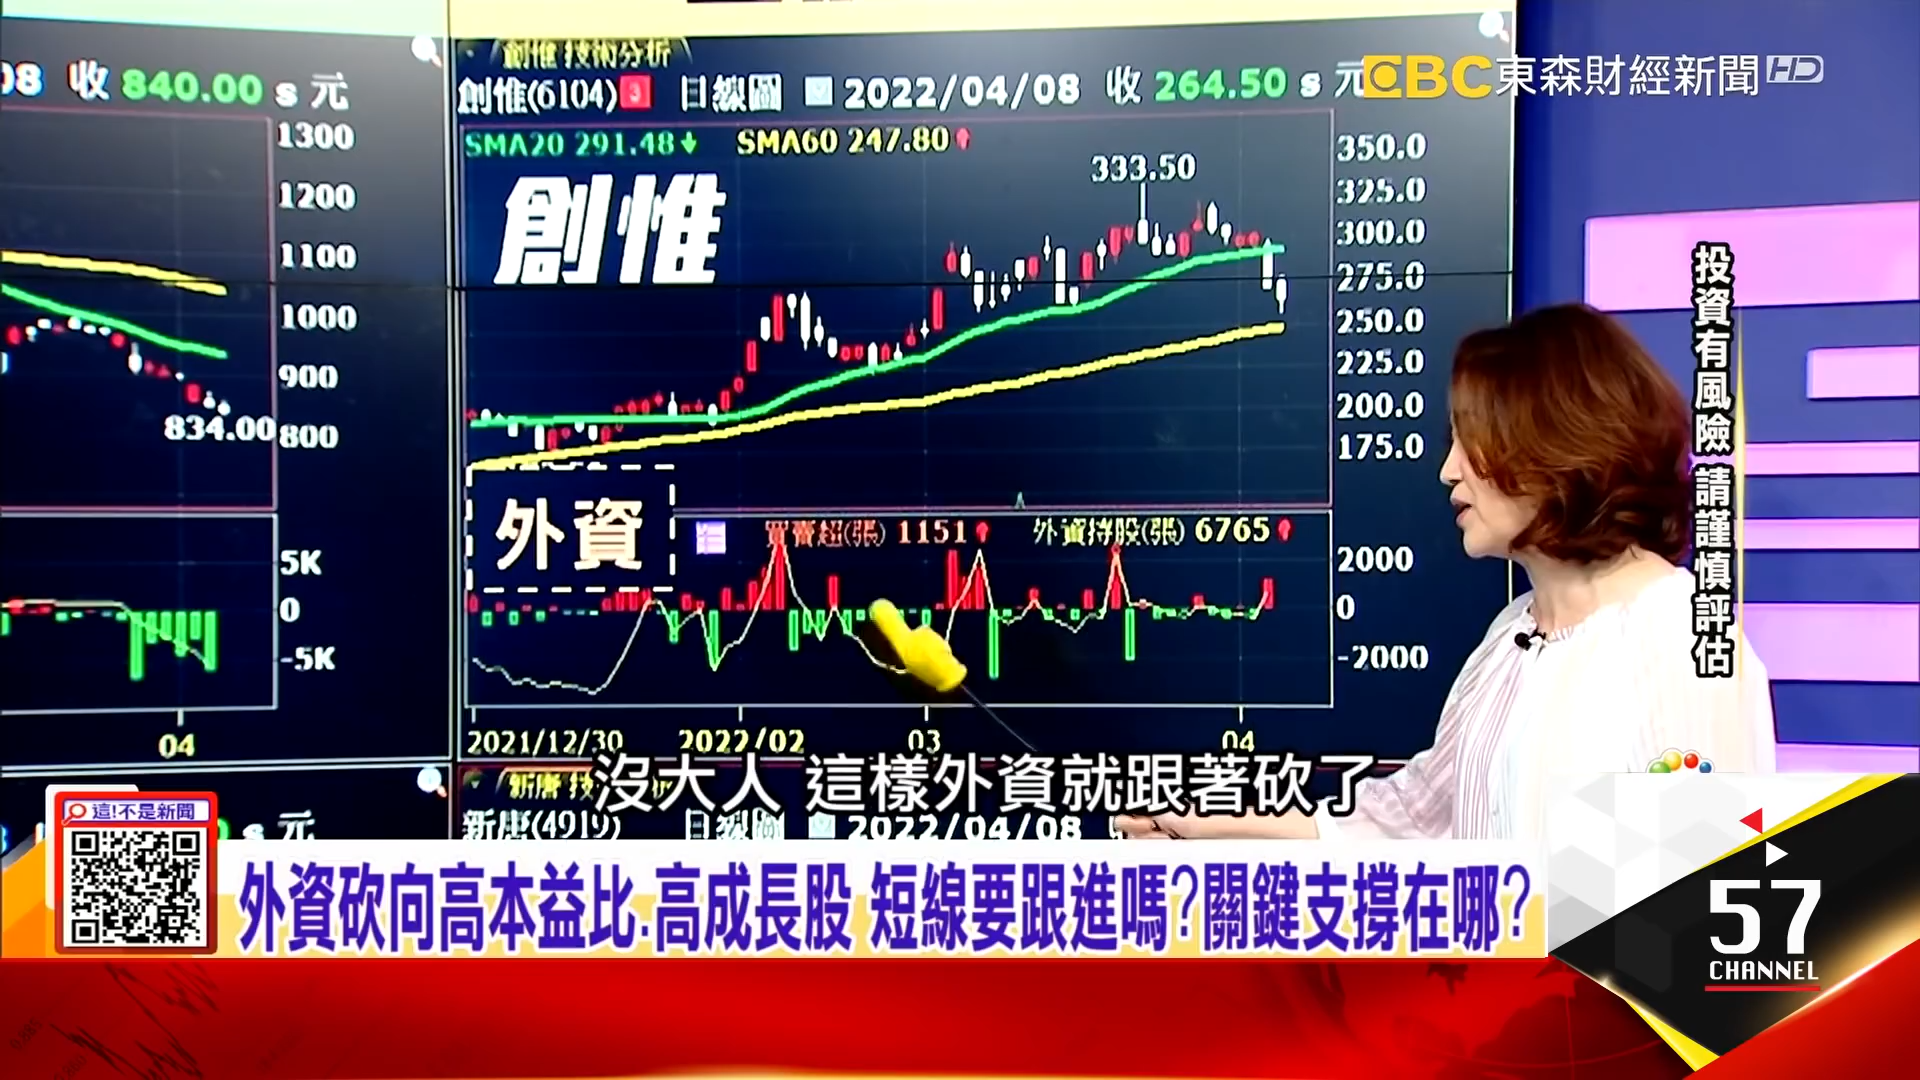 08 收 840.00 s 元
1300
1200
1100
1000
900
834.00 800
5K
0
-5K
04
s 元
創惟 技術分析
創惟(6104) 3 日線圖 2022/04/08 收 264.50 s 元
SMA20 291.48↓ SMA60 247.80↑
創惟
333.50
350.0
325.0
300.0
275.0
250.0
225.0
200.0
175.0
外資
買賣超(張) 1151↑ 外資持股(張) 6765↑
2000
0
-2000
2021/12/30 2022/02 03 04
新唐(4919) 日線圖 2022/04/08
EBC 東森財經新聞 HD
投資有風險 請謹慎評估
沒大人 這樣外資就跟著砍了
這!不是新聞
外資砍向高本益比.高成長股 短線要跟進嗎?關鍵支撐在哪?
57
CHANNEL